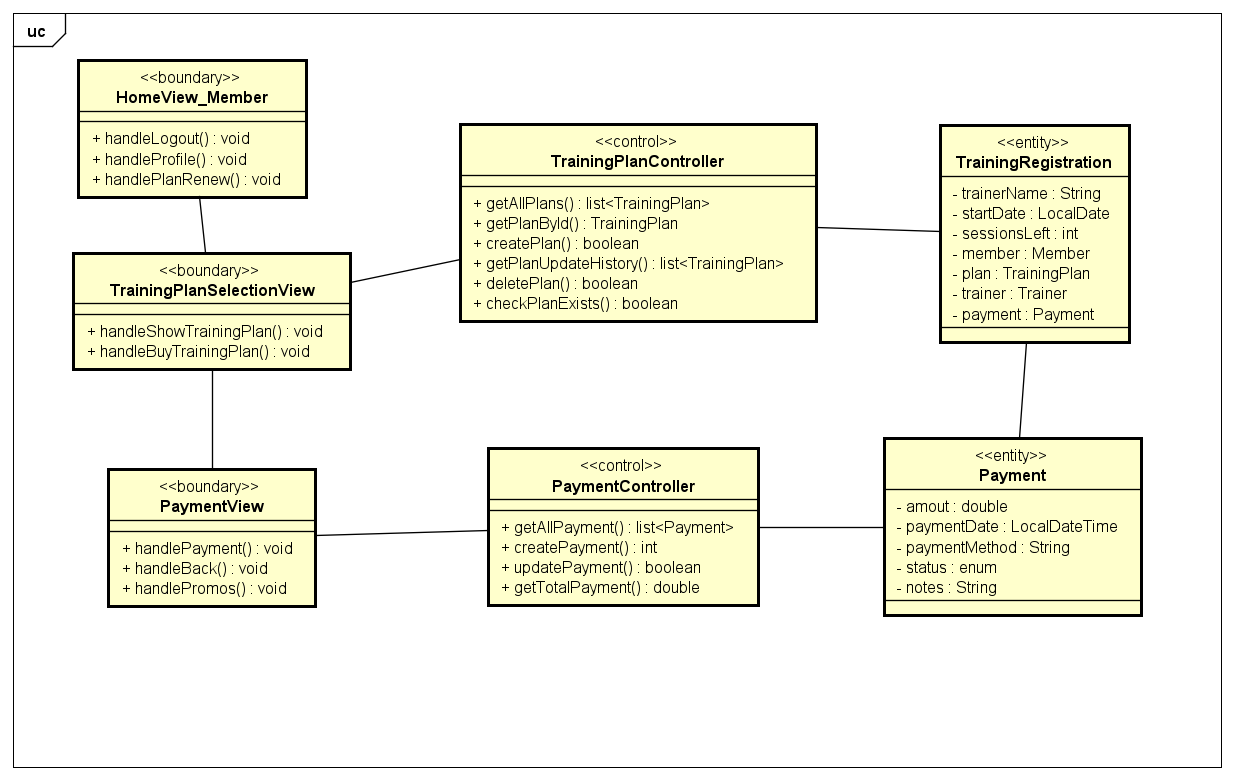 uc
<<boundary>>
HomeView_Member
+ handleLogout() : void
+ handleProfile() : void
+ handlePlanRenew() : void
<<boundary>>
TrainingPlanSelectionView
+ handleShowTrainingPlan() : void
+ handleBuyTrainingPlan() : void
<<boundary>>
PaymentView
+ handlePayment() : void
+ handleBack() : void
+ handlePromos() : void
<<control>>
TrainingPlanController
+ getAllPlans() : list<TrainingPlan>
+ getPlanById() : TrainingPlan
+ createPlan() : boolean
+ getPlanUpdateHistory() : list<TrainingPlan>
+ deletePlan() : boolean
+ checkPlanExists() : boolean
<<control>>
PaymentController
+ getAllPayment() : list<Payment>
+ createPayment() : int
+ updatePayment() : boolean
+ getTotalPayment() : double
<<entity>>
TrainingRegistration
- trainerName : String
- startDate : LocalDate
- sessionsLeft : int
- member : Member
- plan : TrainingPlan
- trainer : Trainer
- payment : Payment
<<entity>>
Payment
- amout : double
- paymentDate : LocalDateTime
- paymentMethod : String
- status : enum
- notes : String